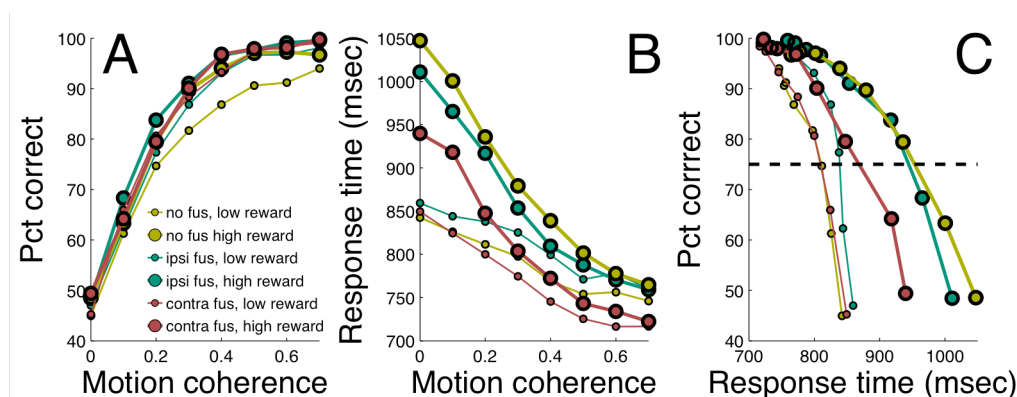 A
B
C
Pct correct
100
90
80
70
60
50
40
0
0.2
0.4
0.6
Motion coherence
no fus, low reward
no fus high reward
ipsi fus, low reward
ipsi fus, high reward
contra fus, low reward
contra fus, high reward
Response time (msec)
1050
1000
950
900
850
800
750
700
0
0.2
0.4
0.6
Motion coherence
Pct corrrect
100
90
80
70
60
50
40
700
800
900
1000
Response time (msec)